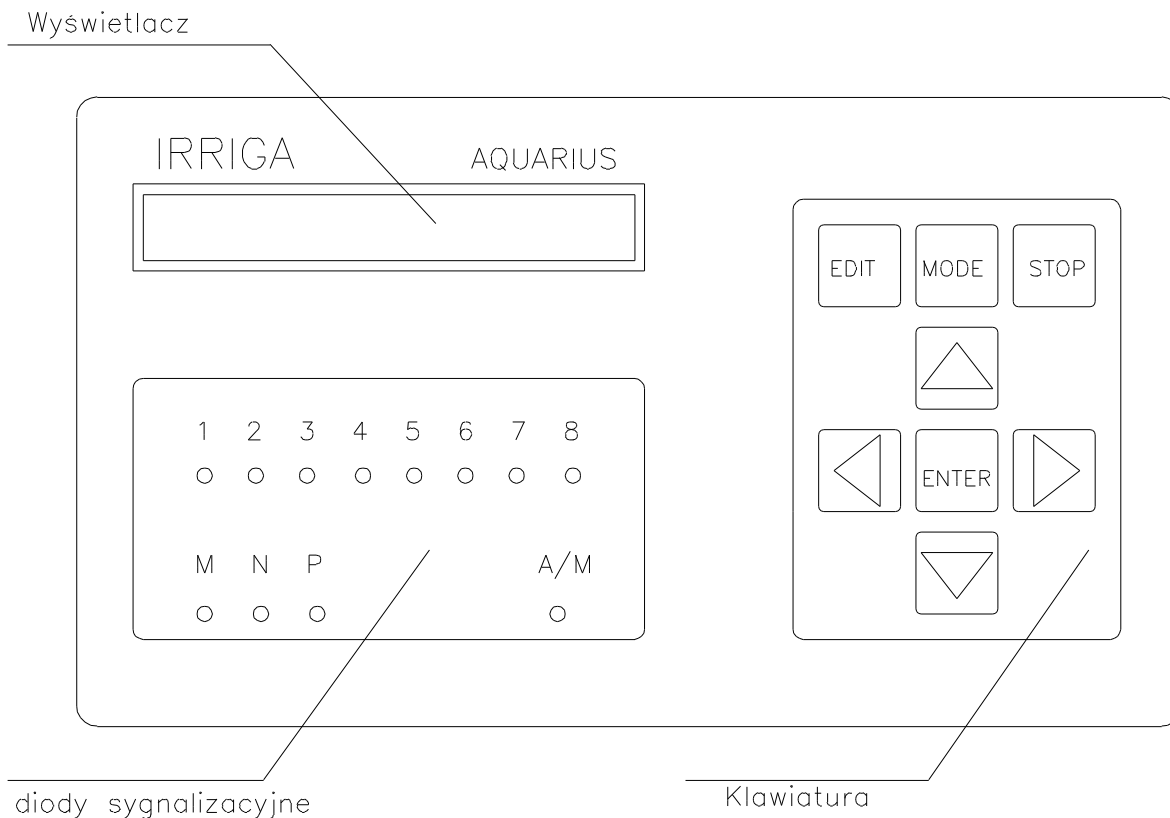 Wyświetlacz
IRRIGA AQUARIUS
EDIT MODE STOP
1 2 3 4 5 6 7 8
ENTER
M N P A/M
diody sygnalizacyjne
Klawiatura